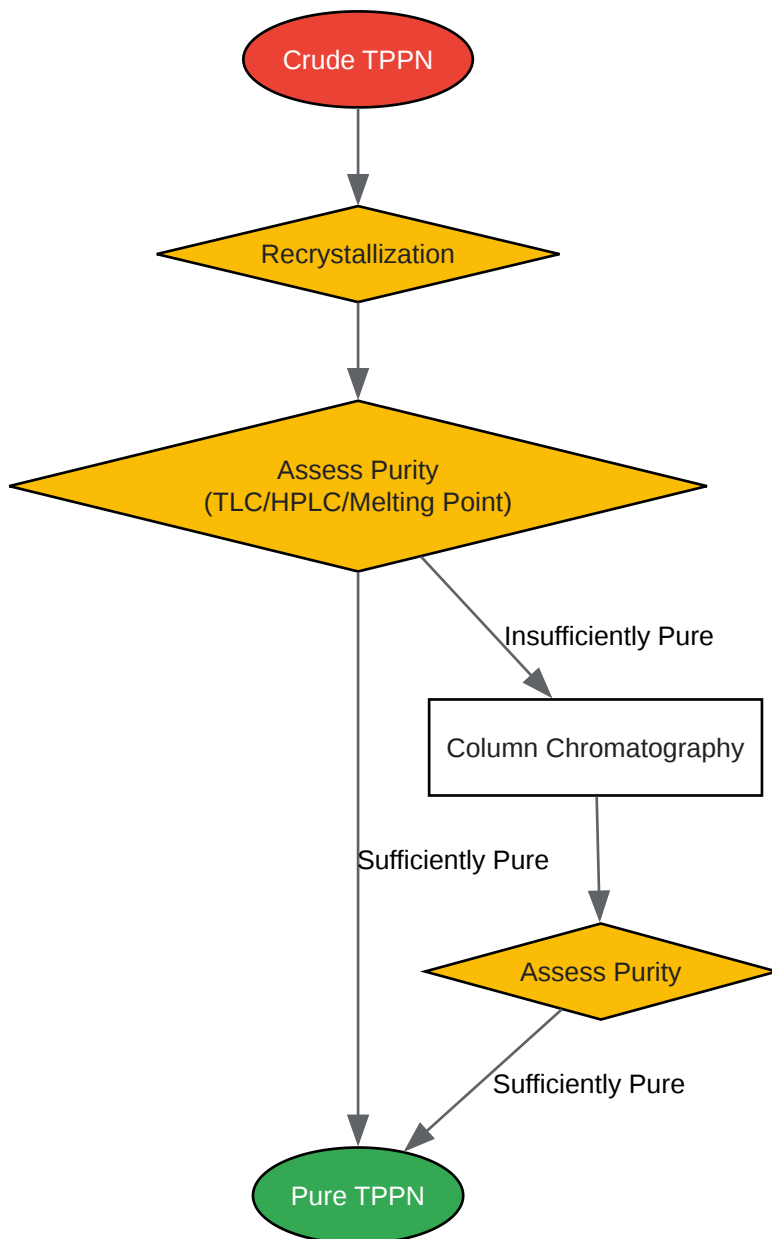 Crude TPPN
Recrystallization
Assess Purity
(TLC/HPLC/Melting Point)
Insufficiently Pure
Column Chromatography
Sufficiently Pure
Assess Purity
Sufficiently Pure
Pure TPPN